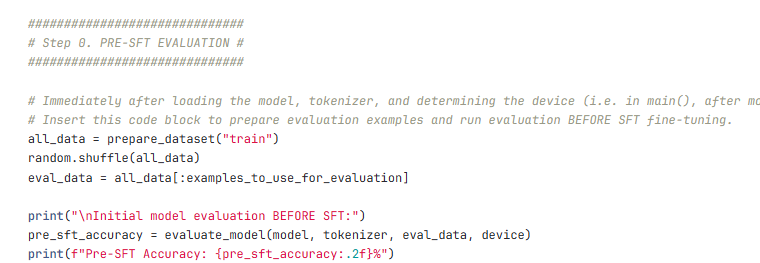 ##############################
# Step 0. PRE-SFT EVALUATION #
##############################
# Immediately after loading the model, tokenizer, and determining the device (i.e. in main(), after
# Insert this code block to prepare evaluation examples and run evaluation BEFORE SFT fine-tuning.
all_data = prepare_dataset("train")
random.shuffle(all_data)
eval_data = all_data[:examples_to_use_for_evaluation]
print("\nInitial model evaluation BEFORE SFT:")
pre_sft_accuracy = evaluate_model(model, tokenizer, eval_data, device)
print(f"Pre-SFT Accuracy: {pre_sft_accuracy:.2f}%")